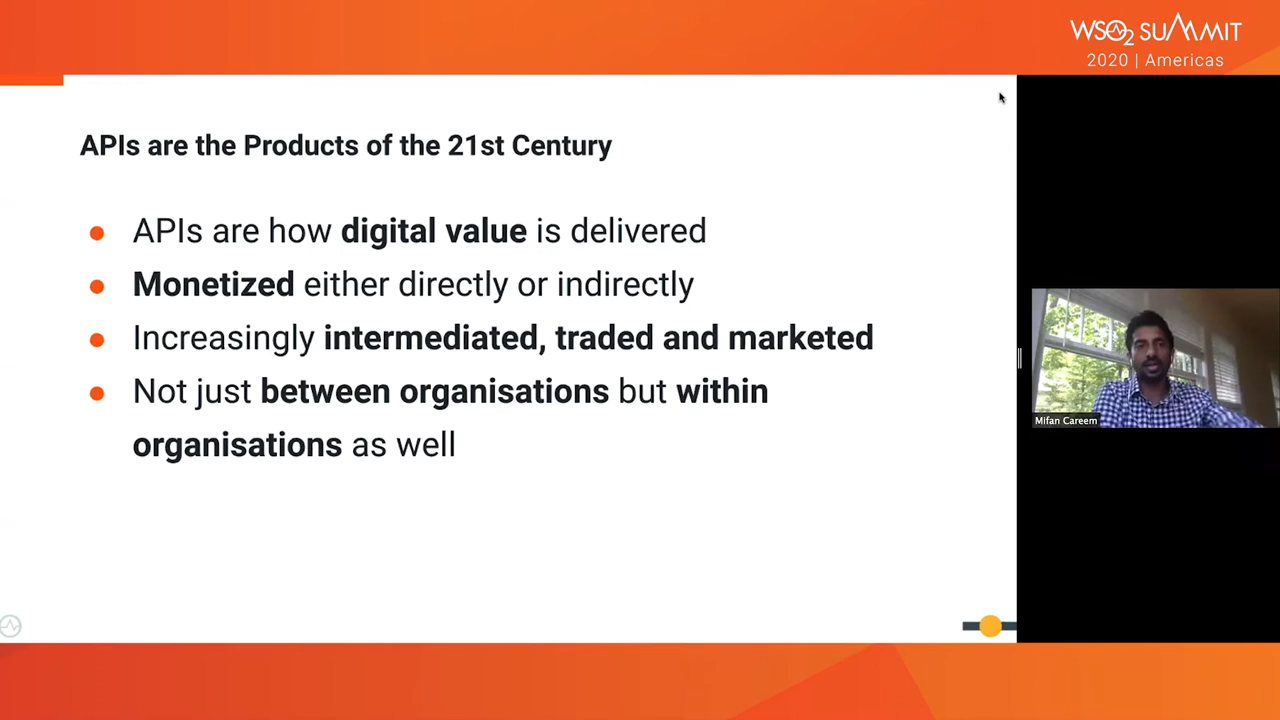 WSO2 SUMMIT
2020 | Americas
APIs are the Products of the 21st Century
● APIs are how digital value is delivered
● Monetized either directly or indirectly
● Increasingly intermediated, traded and marketed
● Not just between organisations but within
organisations as well
Mifan Careem